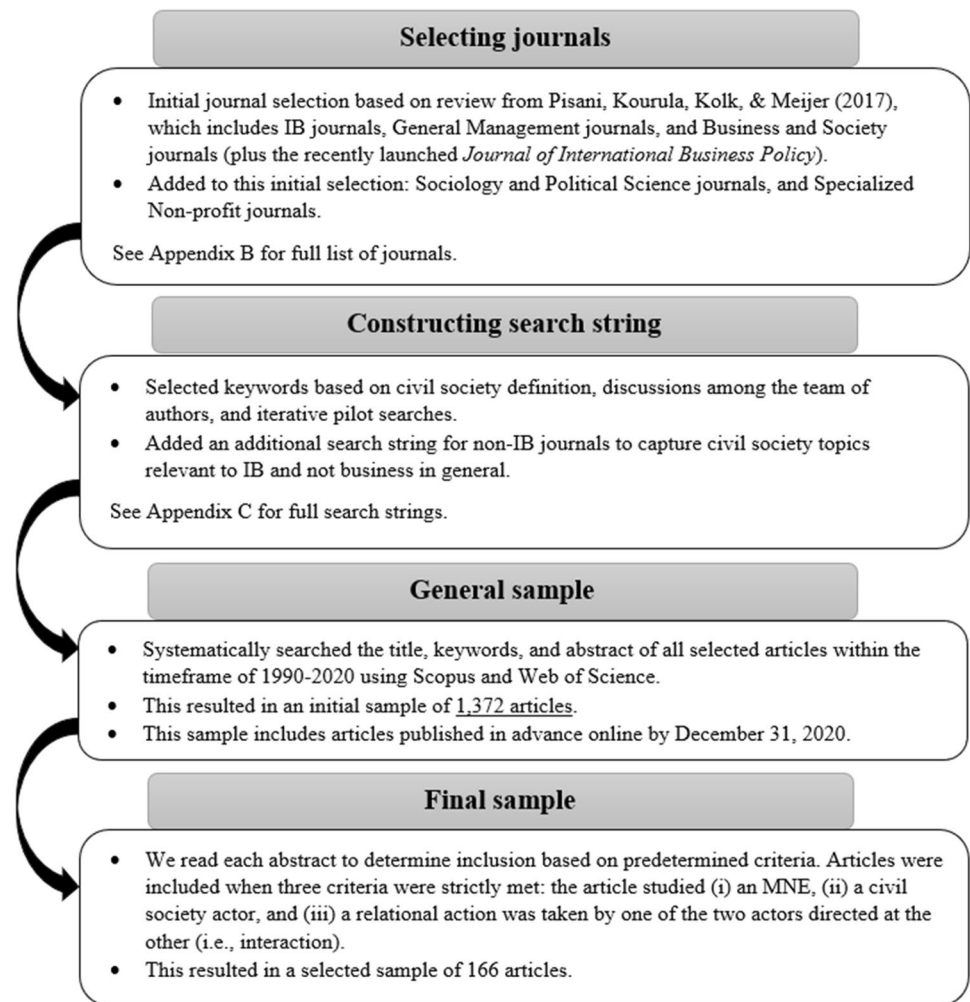 Selecting journals
• Initial journal selection based on review from Pisani, Kourula, Kolk, & Meijer (2017),
which includes IB journals, General Management journals, and Business and Society
journals (plus the recently launched Journal of International Business Policy).
• Added to this initial selection: Sociology and Political Science journals, and Specialized
Non-profit journals.
See Appendix B for full list of journals.
Constructing search string
• Selected keywords based on civil society definition, discussions among the team of
authors, and iterative pilot searches.
• Added an additional search string for non-IB journals to capture civil society topics
relevant to IB and not business in general.
See Appendix C for full search strings.
General sample
• Systematically searched the title, keywords, and abstract of all selected articles within the
timeframe of 1990-2020 using Scopus and Web of Science.
• This resulted in an initial sample of 1,372 articles.
• This sample includes articles published in advance online by December 31, 2020.
Final sample
• We read each abstract to determine inclusion based on predetermined criteria. Articles were
included when three criteria were strictly met: the article studied (i) an MNE, (ii) a civil
society actor, and (iii) a relational action was taken by one of the two actors directed at the
other (i.e., interaction).
• This resulted in a selected sample of 166 articles.